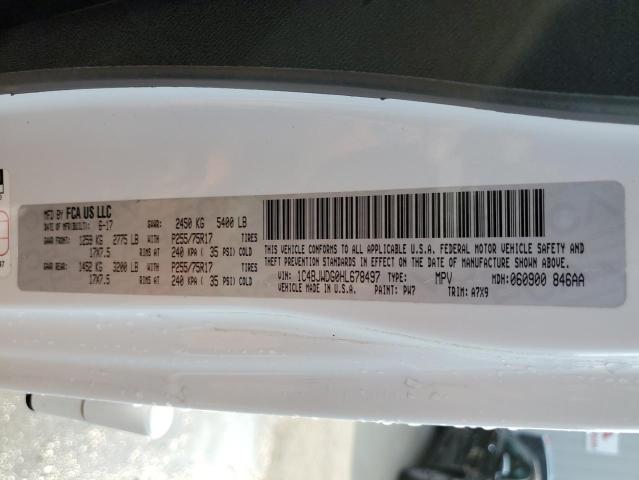 MFD BY FCA US LLC
DATE OF MFR(BUILT): 6-17 GVWR: 2450 KG 5400 LB
GAWR FRONT: 1259 KG 2775 LB WITH P255/75R17 TIRES
17X7.5 RIMS AT 240 KPA ( 35 PSI) COLD
GAWR REAR: 1452 KG 3200 LB WITH P255/75R17 TIRES
17X7.5 RIMS AT 240 KPA ( 35 PSI) COLD
THIS VEHICLE CONFORMS TO ALL APPLICABLE U.S.A. FEDERAL MOTOR VEHICLE SAFETY AND
THEFT PREVENTION STANDARDS IN EFFECT ON THE DATE OF MANUFACTURE SHOWN ABOVE.
VIN: 1C4BJWDG0HL678497 TYPE: MPV MDH: 060900 846AA
VEHICLE MADE IN U.S.A. PAINT: PW7 TRIM: A7X9